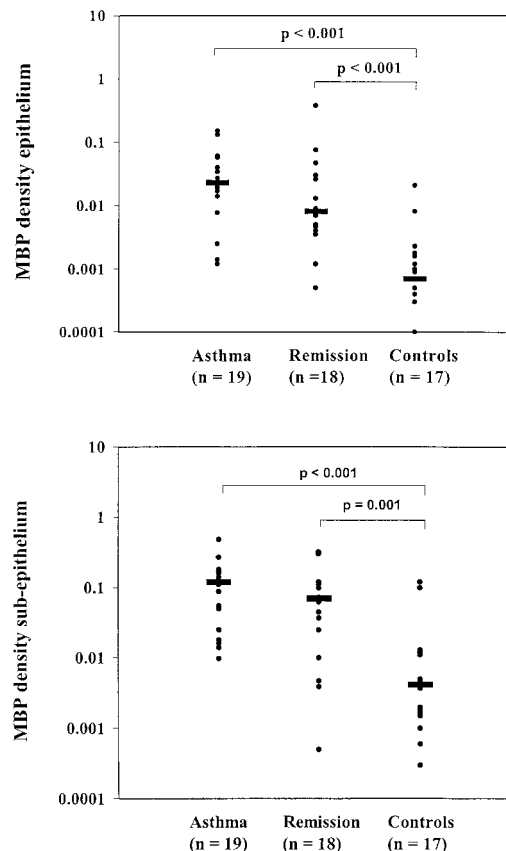 p < 0.001
10
p < 0.001
1
0.1
0.01
0.001
0.0001
MBP density epithelium
Asthma Remission Controls
(n = 19) (n =18) (n = 17)
10
p < 0.001
p = 0.001
1
0.1
0.01
0.001
0.0001
MBP density sub-epithelium
Asthma Remission Controls
(n = 19) (n = 18) (n = 17)